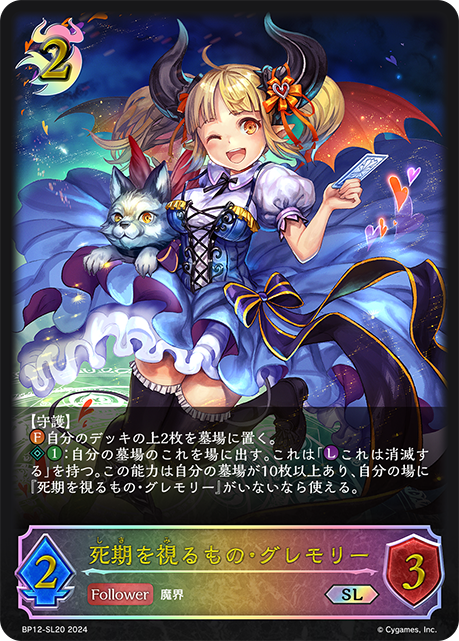 2
© Cygames, Inc.
【守護】
F 自分のデッキの上2枚を墓場に置く。
1：自分の墓場のこれを場に出す。これは「L これは消滅す
る」を持つ。この能力は自分の墓場が10枚以上あり、自分の場に
『死期を視るもの・グレモリー』がいないなら使える。
しき み
死期を視るもの・グレモリー
2
3
Follower 魔界
SL
BP12-SL20 2024
© Cygames, Inc.